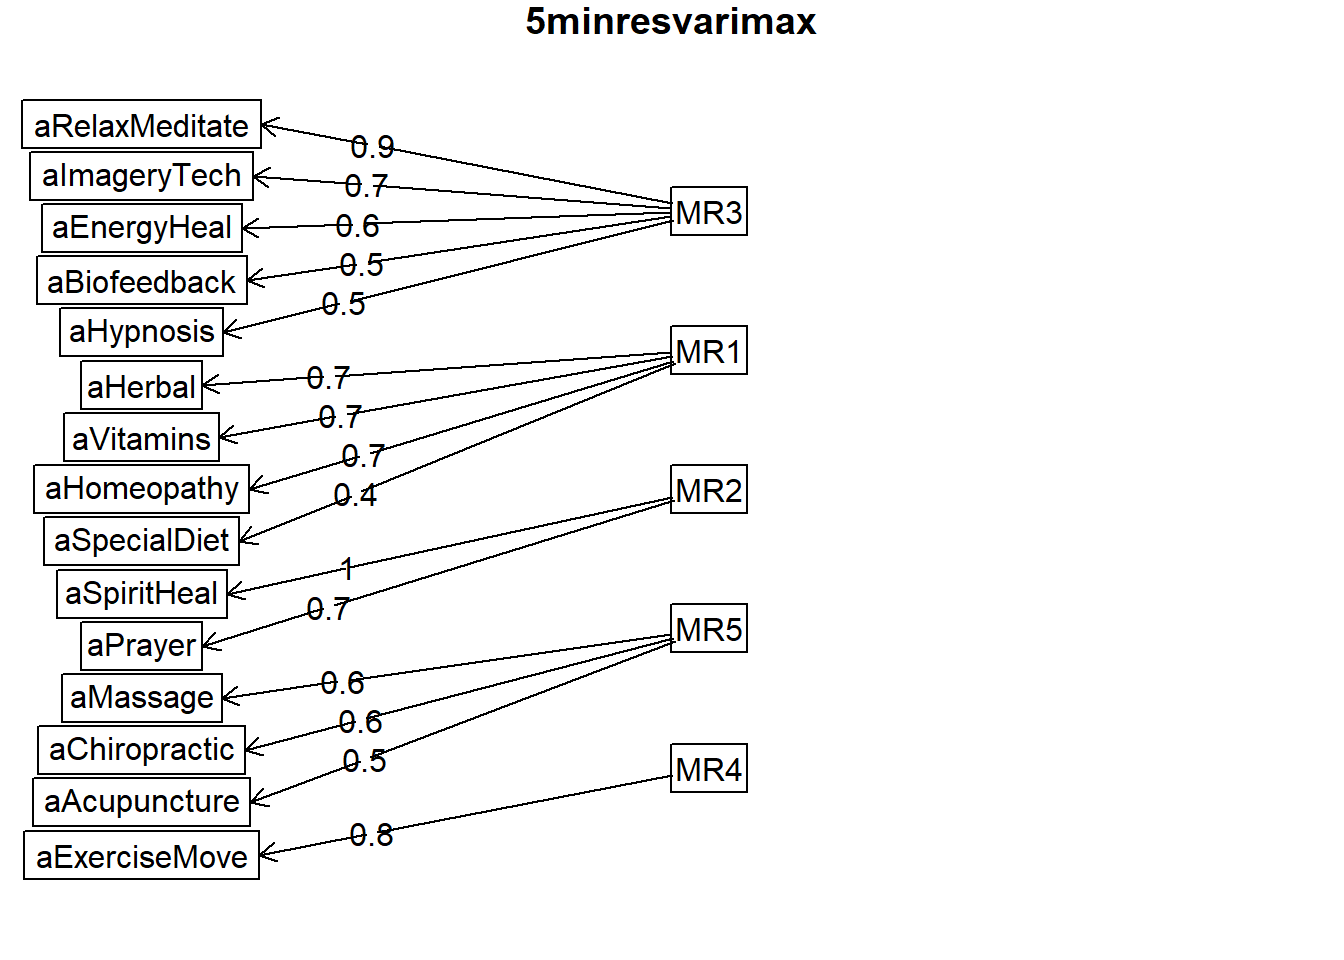 5minresvarimax
aRelaxMeditate
0.9
aImageryTech
0.7
MR3
aEnergyHeal
0.6
aBiofeedback
0.5
aHypnosis
0.5
MR1
aHerbal
0.7
aVitamins
0.7
aHomeopathy
0.7
MR2
aSpecialDiet
0.4
aSpiritHeal
1
aPrayer
0.7
MR5
aMassage
0.6
aChiropractic
0.6
aAcupuncture
0.5
MR4
aExerciseMove
0.8